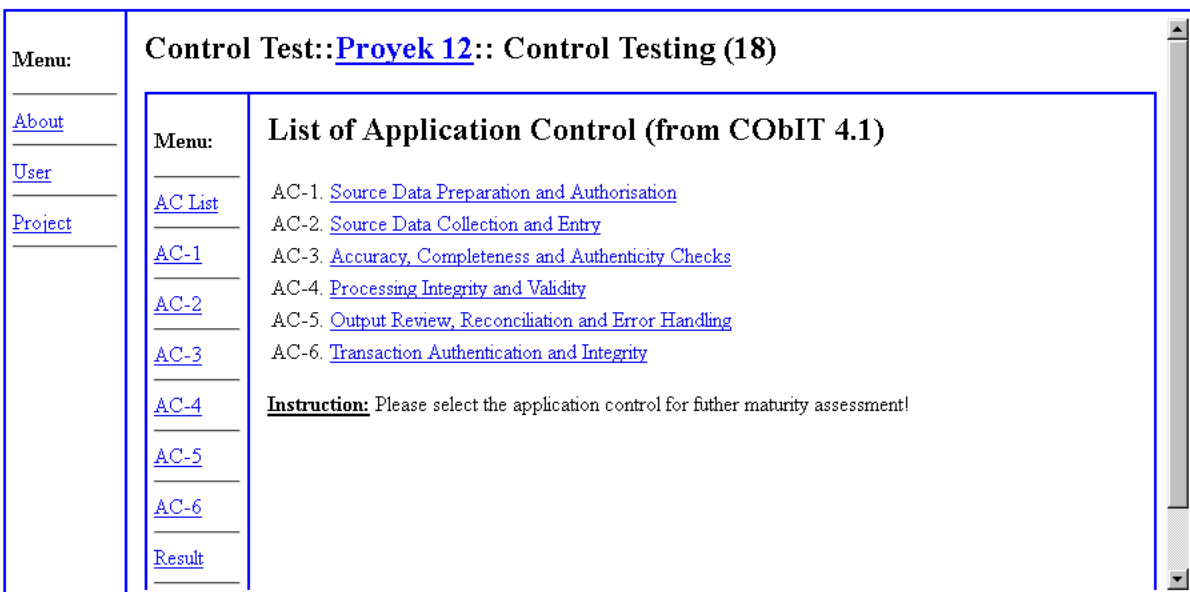 Menu:
About
User
Project
Control Test::Proyek 12:: Control Testing (18)
Menu:
AC List
AC-1
AC-2
AC-3
AC-4
AC-5
AC-6
Result
List of Application Control (from CObIT 4.1)
AC-1. Source Data Preparation and Authorisation
AC-2. Source Data Collection and Entry
AC-3. Accuracy, Completeness and Authenticity Checks
AC-4. Processing Integrity and Validity
AC-5. Output Review, Reconciliation and Error Handling
AC-6. Transaction Authentication and Integrity
Instruction: Please select the application control for futher maturity assessment!